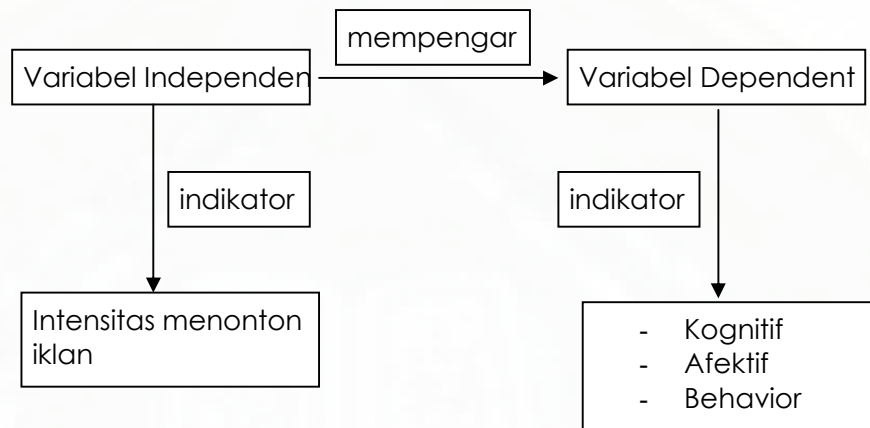 mempengar
Variabel Independen
Variabel Dependent
indikator
indikator
Intensitas menonton
iklan
- Kognitif
- Afektif
- Behavior